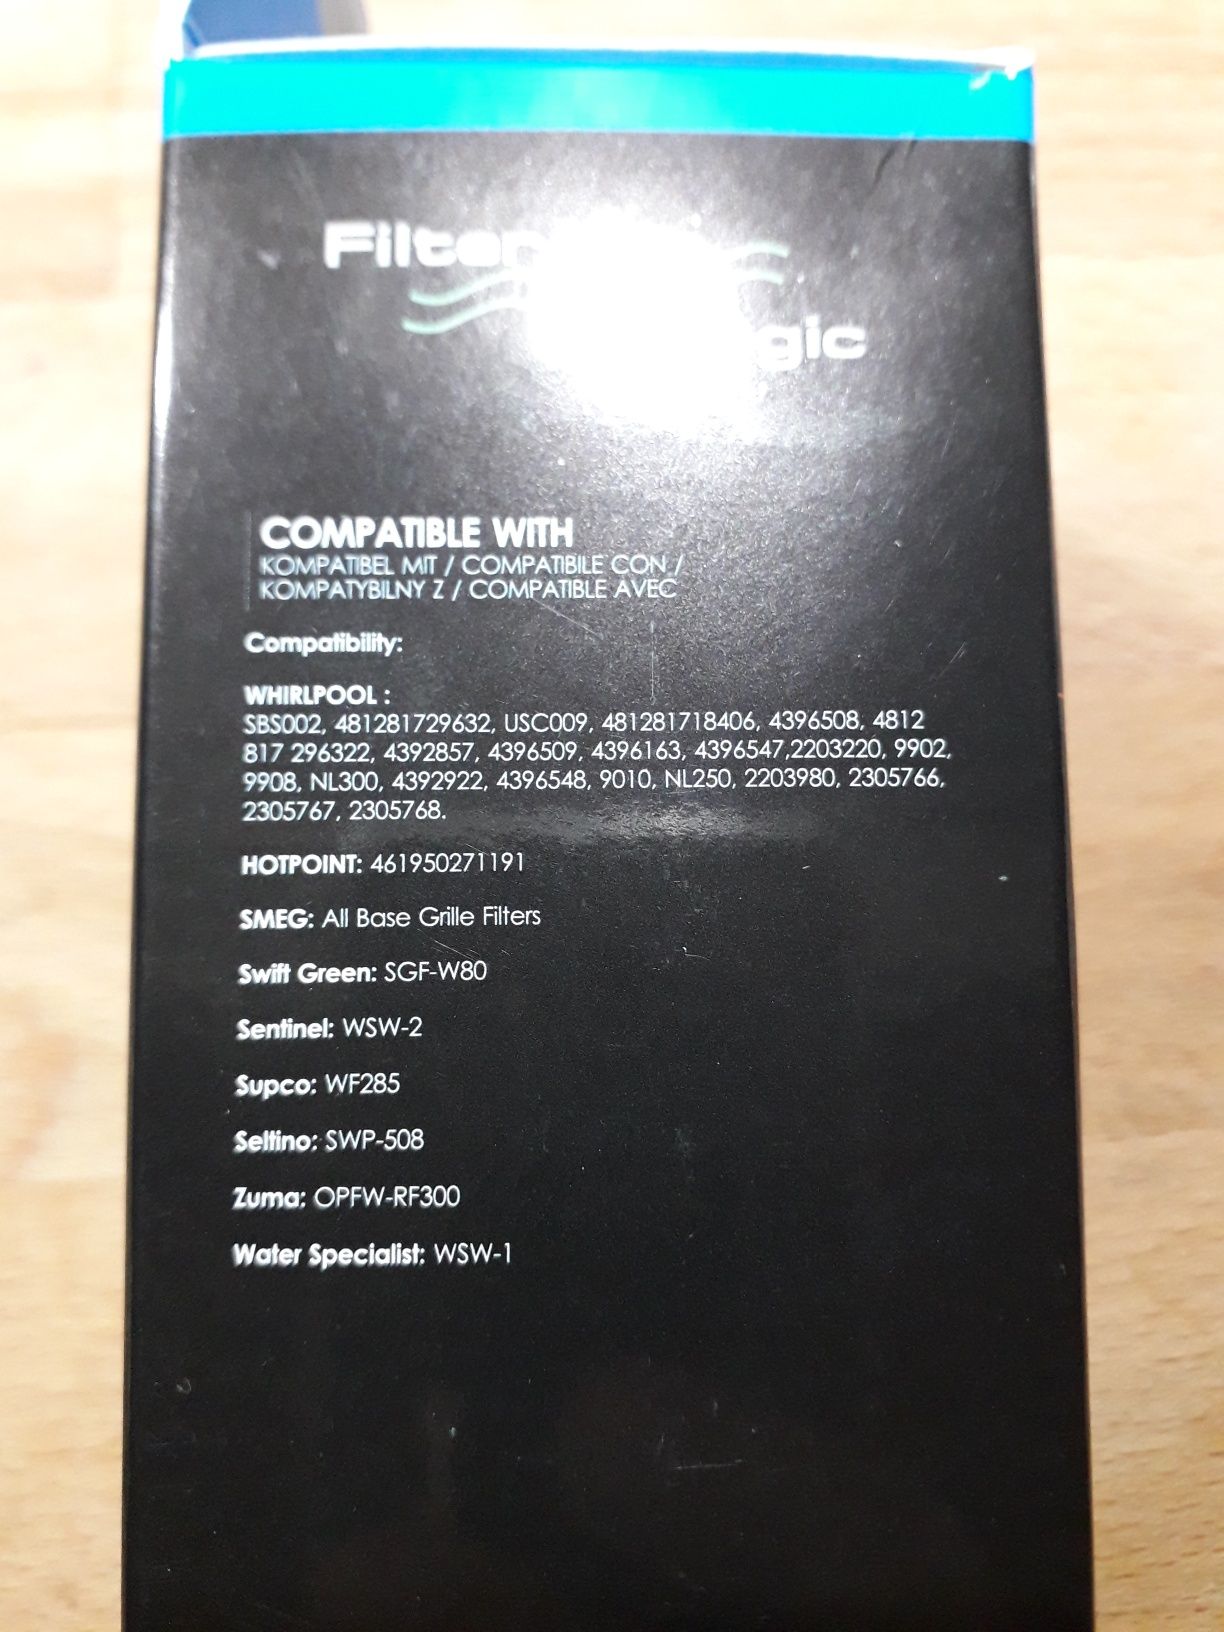 Filter
COMPATIBLE WITH
KOMPATIBEL MIT / COMPATIBILE CON /
KOMPATYBILNY Z / COMPATIBLE AVEC
Compatibility:
WHIRLPOOL :
SBS002, 481281729632, USC009, 481281718406, 4396508, 4812
817 296322, 4392857, 4396509, 4396163, 4396547,2203220, 9902,
9908, NL300, 4392922, 4396548, 9010, NL250, 2203980, 2305766,
2305767, 2305768.
HOTPOINT: 461950271191
SMEG: All Base Grille Filters
Swift Green: SGF-W80
Sentinel: WSW-2
Supco: WF285
Seltino: SWP-508
Zuma: OPFW-RF300
Water Specialist: WSW-1